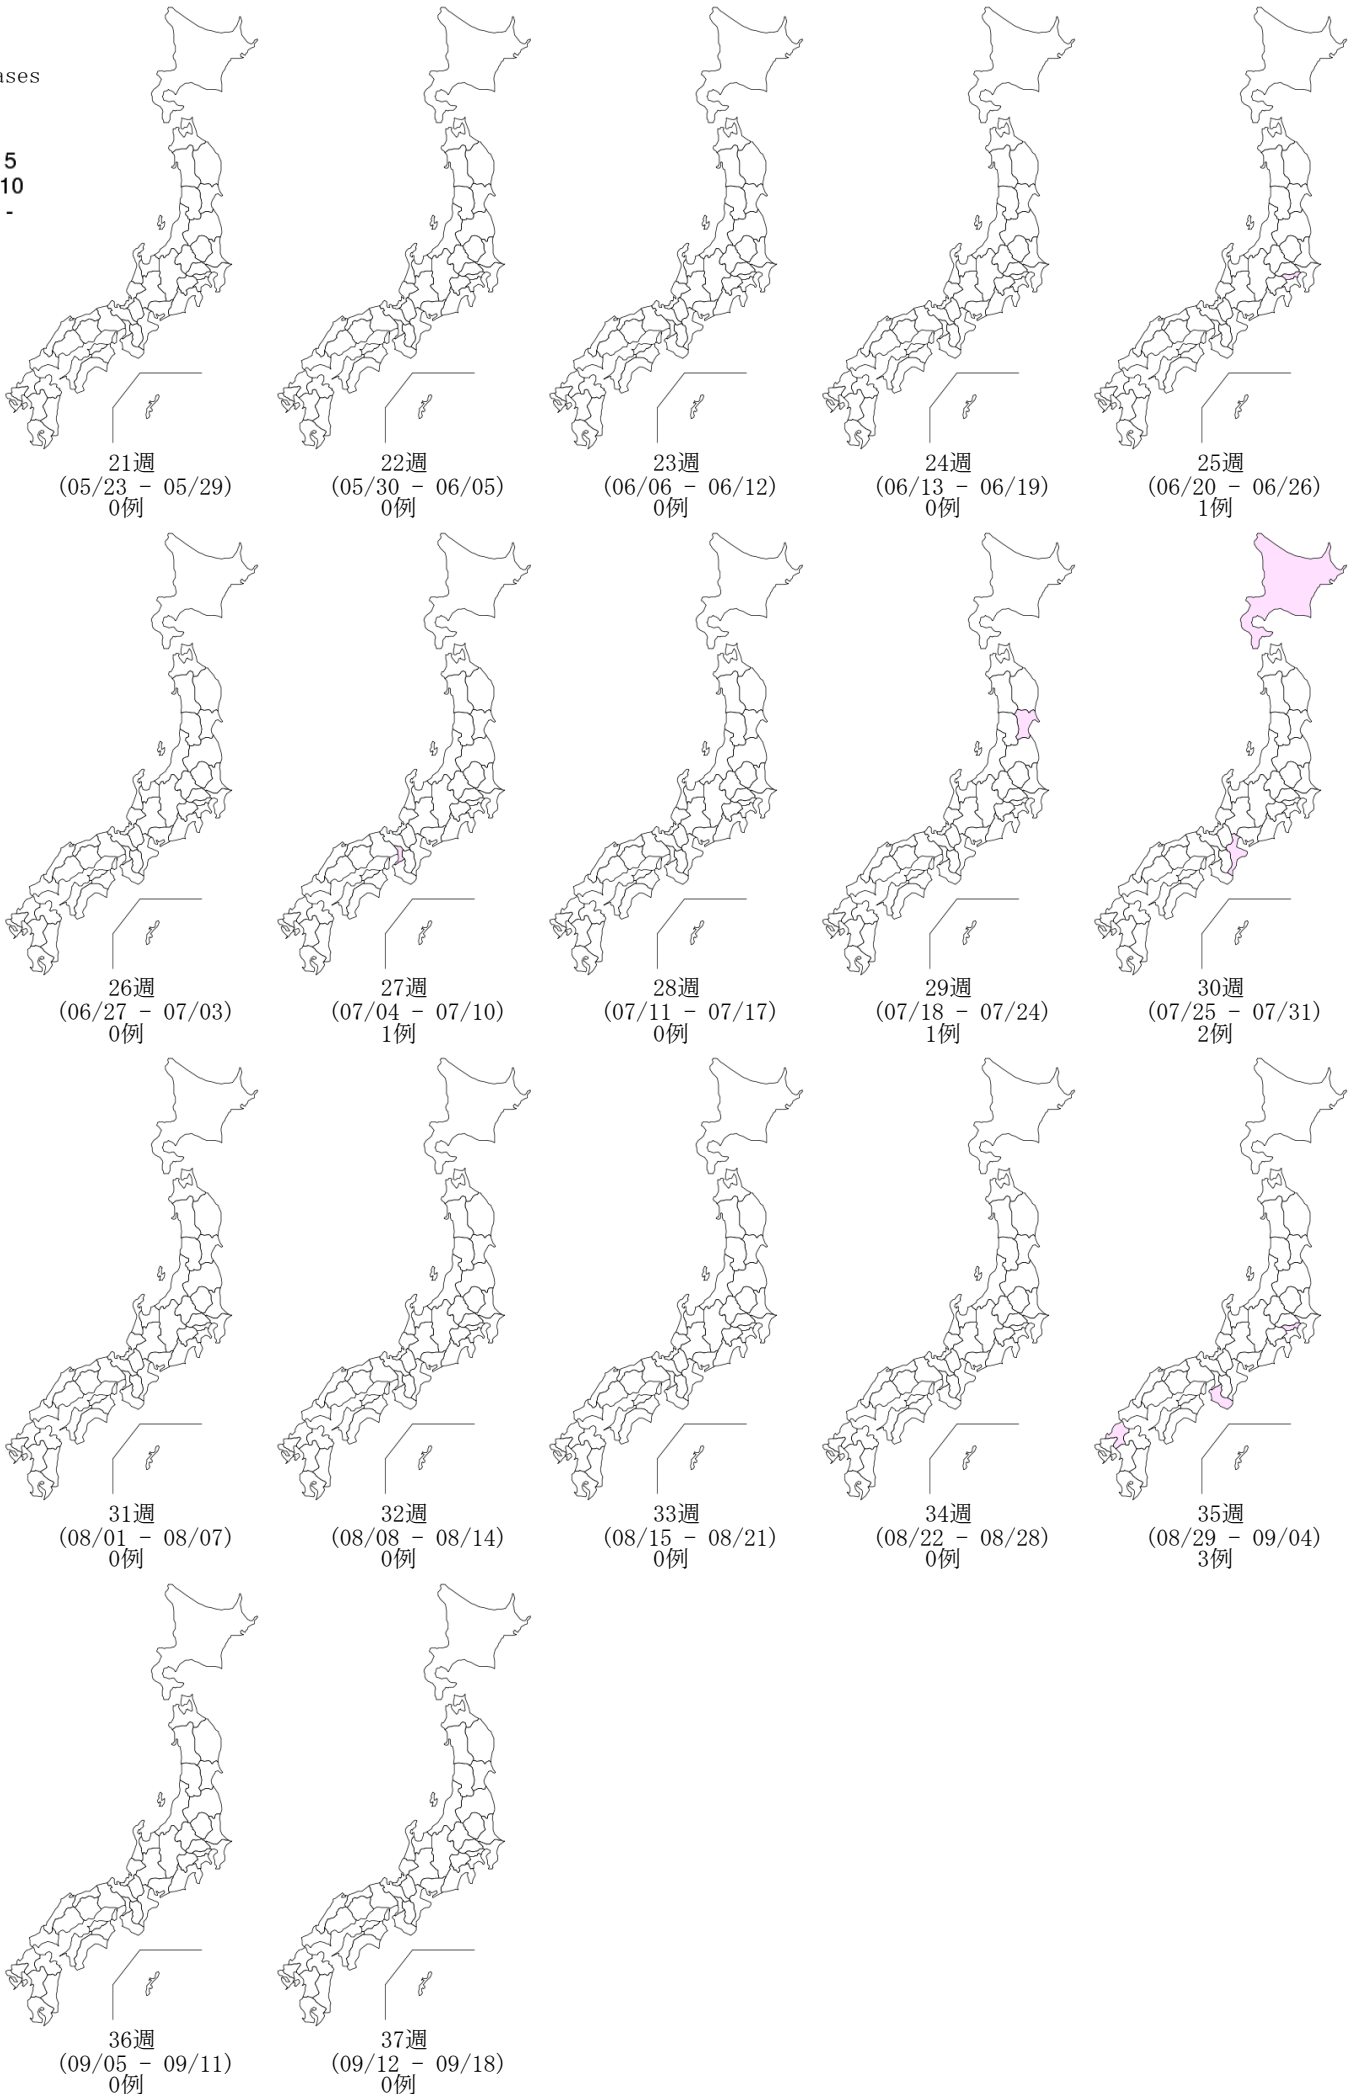 ases
5
10
-
21週
(05/23 - 05/29)
0例
22週
(05/30 - 06/05)
0例
23週
(06/06 - 06/12)
0例
24週
(06/13 - 06/19)
0例
25週
(06/20 - 06/26)
1例
26週
(06/27 - 07/03)
0例
27週
(07/04 - 07/10)
1例
28週
(07/11 - 07/17)
0例
29週
(07/18 - 07/24)
1例
30週
(07/25 - 07/31)
2例
31週
(08/01 - 08/07)
0例
32週
(08/08 - 08/14)
0例
33週
(08/15 - 08/21)
0例
34週
(08/22 - 08/28)
0例
35週
(08/29 - 09/04)
3例
36週
(09/05 - 09/11)
0例
37週
(09/12 - 09/18)
0例